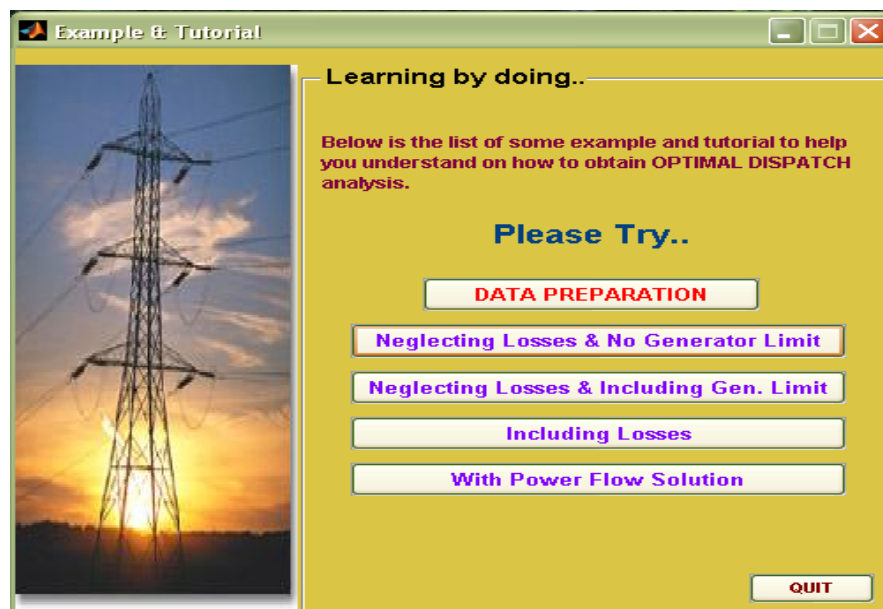 Example & Tutorial
Learning by doing..
Below is the list of some example and tutorial to help
you understand on how to obtain OPTIMAL DISPATCH
analysis.
Please Try..
DATA PREPARATION
Neglecting Losses & No Generator Limit
Neglecting Losses & Including Gen. Limit
Including Losses
With Power Flow Solution
QUIT